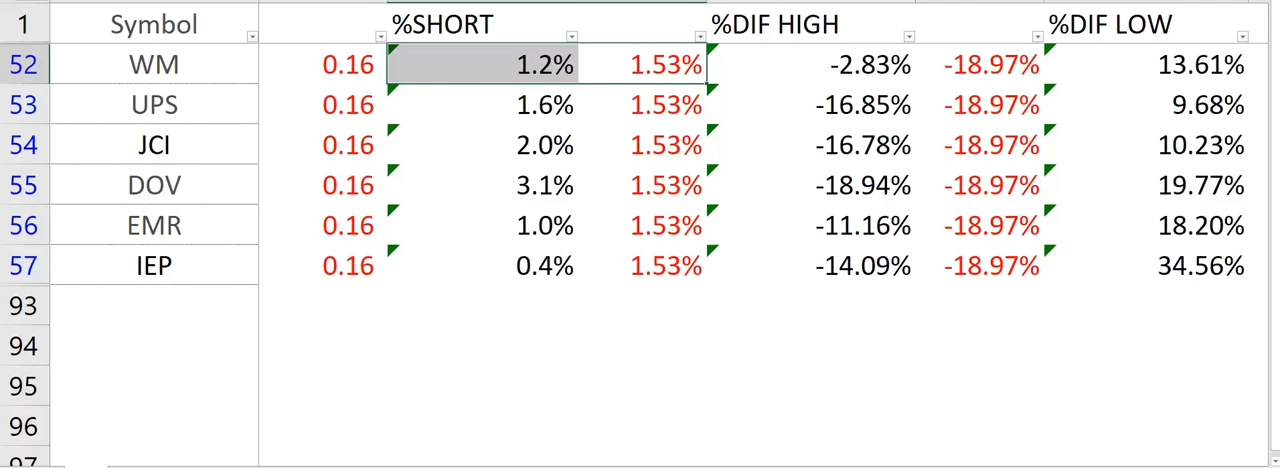 1 Symbol %SHORT %DIF HIGH %DIF LOW
52 WM 0.16 1.2% 1.53% -2.83% -18.97% 13.61%
53 UPS 0.16 1.6% 1.53% -16.85% -18.97% 9.68%
54 JCI 0.16 2.0% 1.53% -16.78% -18.97% 10.23%
55 DOV 0.16 3.1% 1.53% -18.94% -18.97% 19.77%
56 EMR 0.16 1.0% 1.53% -11.16% -18.97% 18.20%
57 IEP 0.16 0.4% 1.53% -14.09% -18.97% 34.56%
93
94
95
96
97